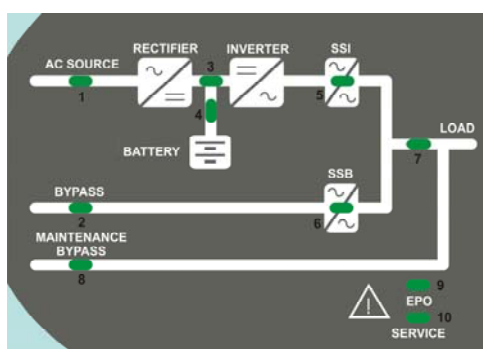 RECTIFIER INVERTER SSI
AC SOURCE 3
1 5
4
BATTERY
LOAD
7
SSB
BYPASS
2 6
MAINTENANCE
BYPASS
8
9
EPO
10
SERVICE